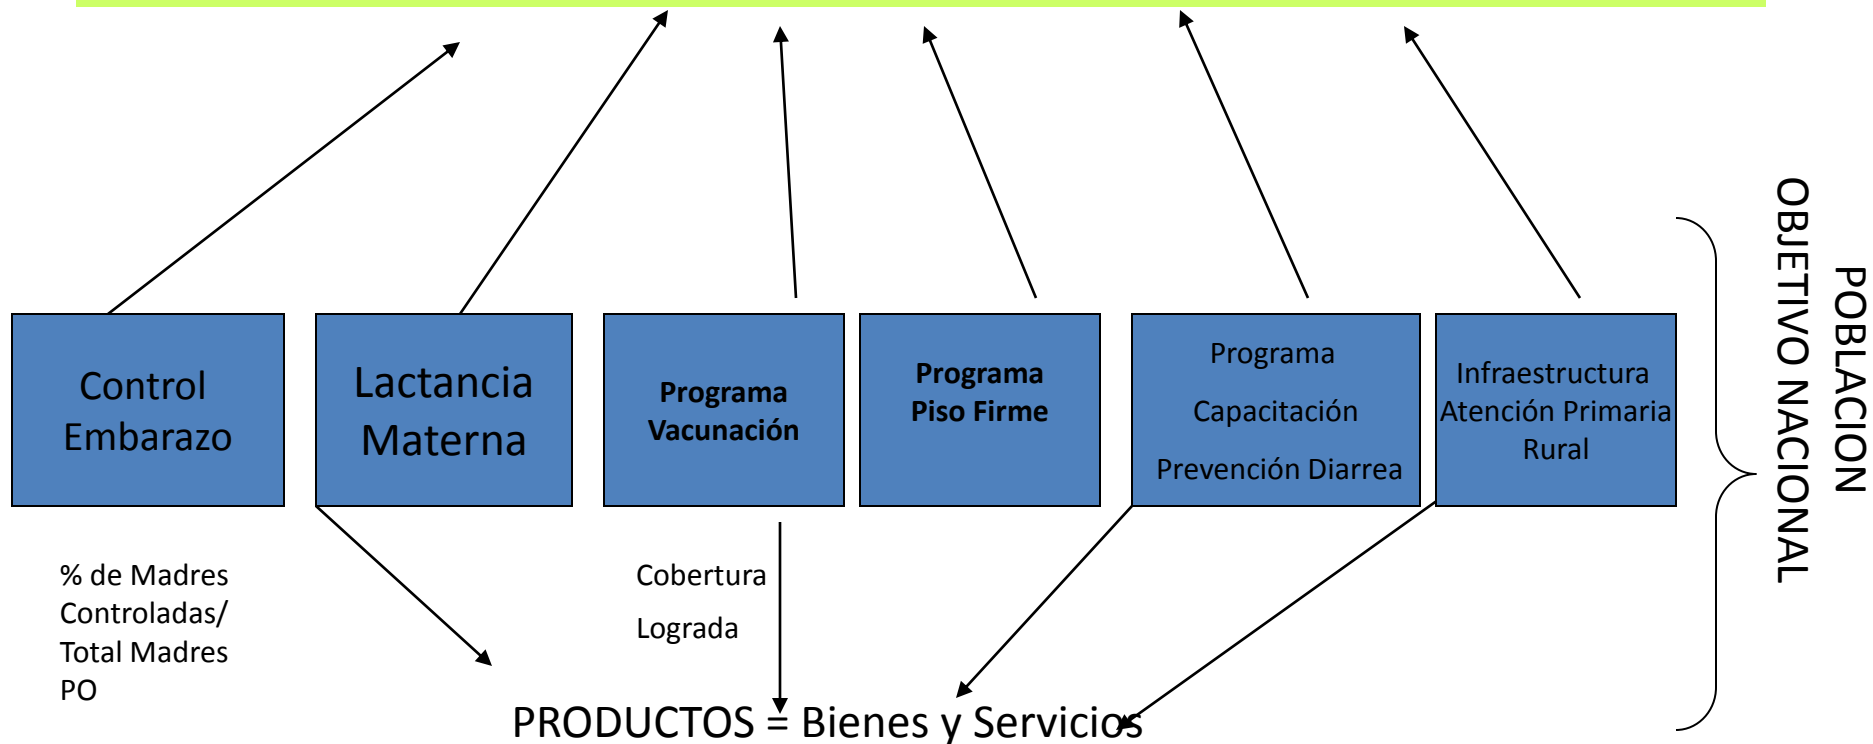 Control
Embarazo
Lactancia
Materna
Programa
Vacunación
Programa
Piso Firme
Programa
Capacitación
Prevención Diarrea
Infraestructura
Atención Primaria
Rural
POBLACION
OBJETIVO NACIONAL
% de Madres
Controladas/
Total Madres
PO
Cobertura
Lograda
PRODUCTOS = Bienes y Servicios